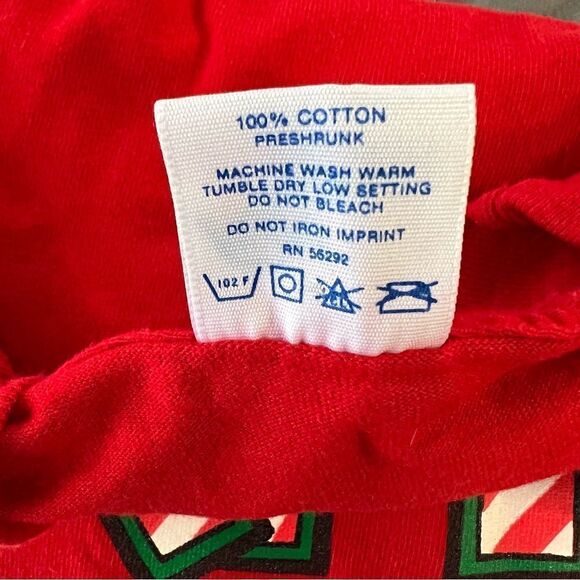 100% COTTON
PRESHRUNK
MACHINE WASH WARM
TUMBLE DRY LOW SETTING
DO NOT BLEACH
DO NOT IRON IMPRINT
RN 56292
102 F CL